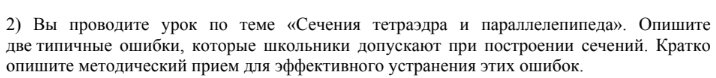 2) Вы проводите урок по теме «Сечения тетраэдра и параллелепипеда». Опишите
две типичные ошибки, которые школьники допускают при построении сечений. Кратко
опишите методический прием для эффективного устранения этих ошибок.